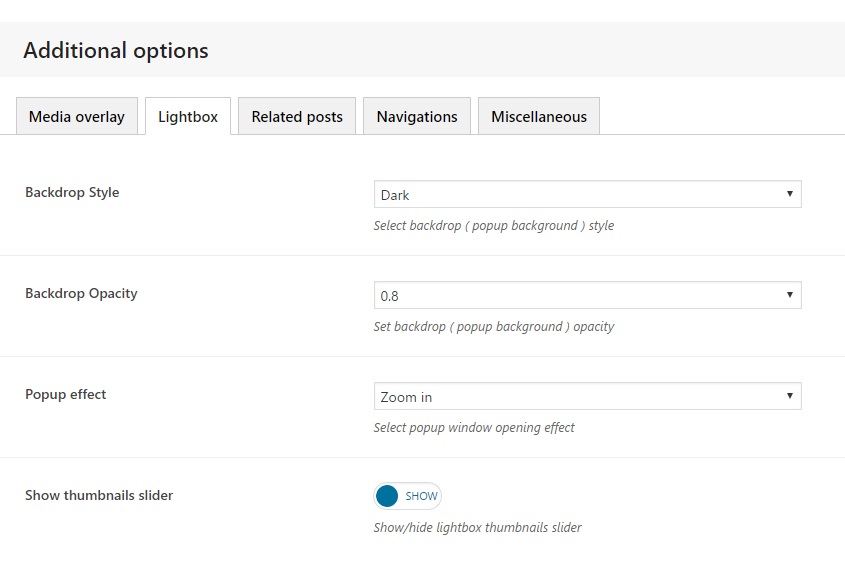 Additional options
Media overlay
Lightbox
Related posts
Navigations
Miscellaneous
Backdrop Style
Dark
Select backdrop ( popup background ) style
Backdrop Opacity
0.8
Set backdrop ( popup background ) opacity
Popup effect
Zoom in
Select popup window opening effect
Show thumbnails slider
SHOW
Show/hide lightbox thumbnails slider